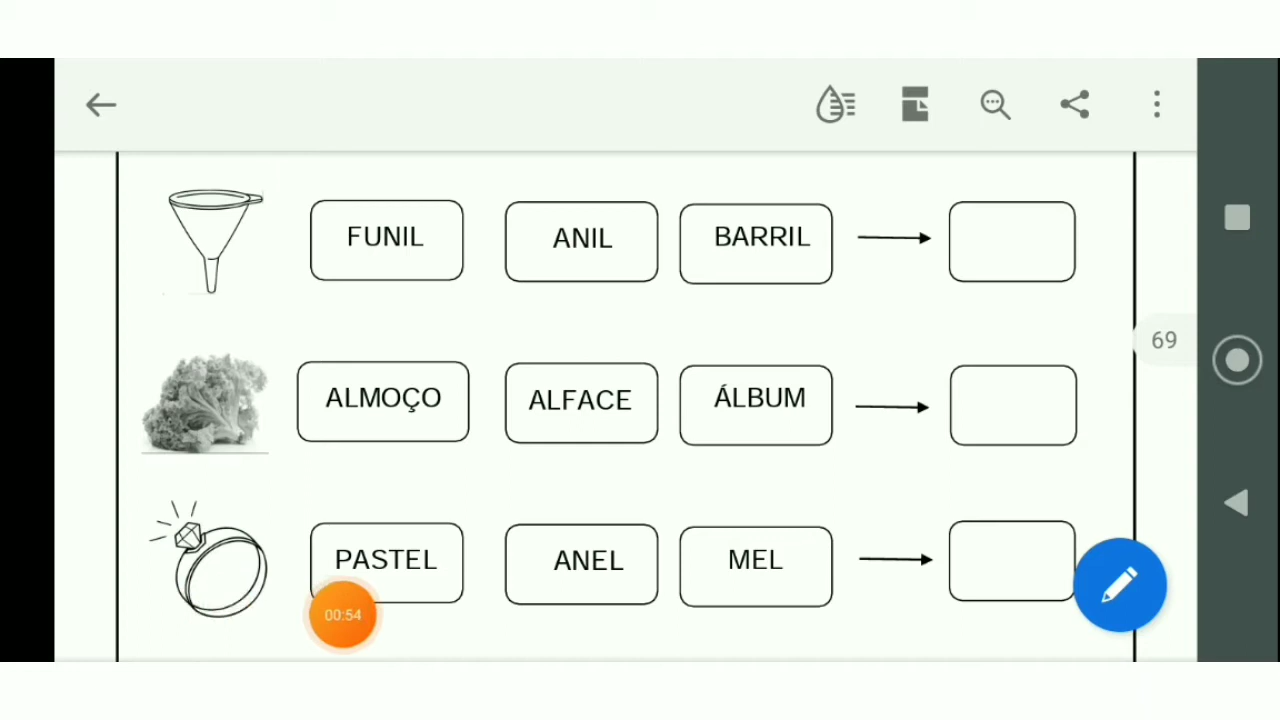 FUNIL ANIL BARRIL
69
ALMOÇO ALFACE ÁLBUM
PASTEL ANEL MEL
00:54